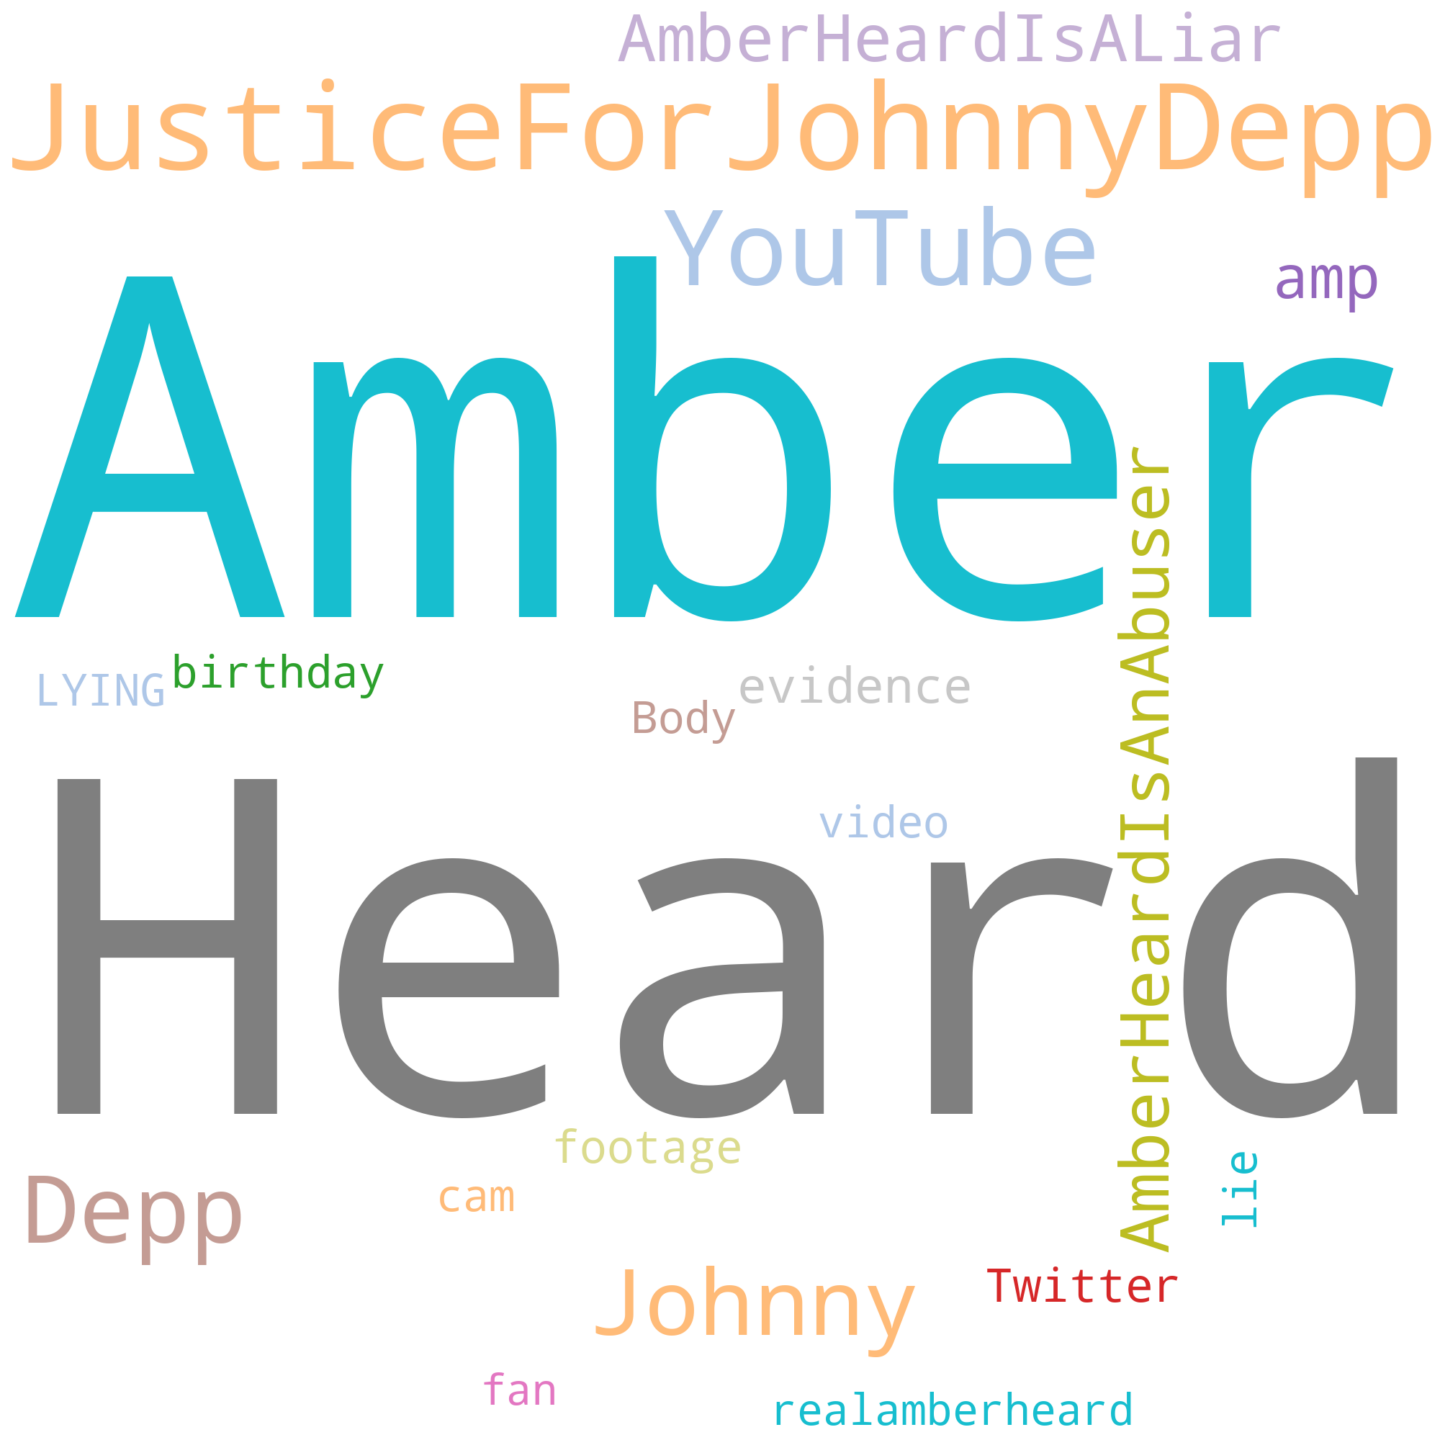 AmberHeardIsALiar
JusticeForJohnnyDepp
YouTube
amp
Amber
AmberHeardIsAnAbuser
LYING
birthday
evidence
Body
video
Heard
footage
Depp
cam
lie
Johnny
Twitter
fan
realamberheard